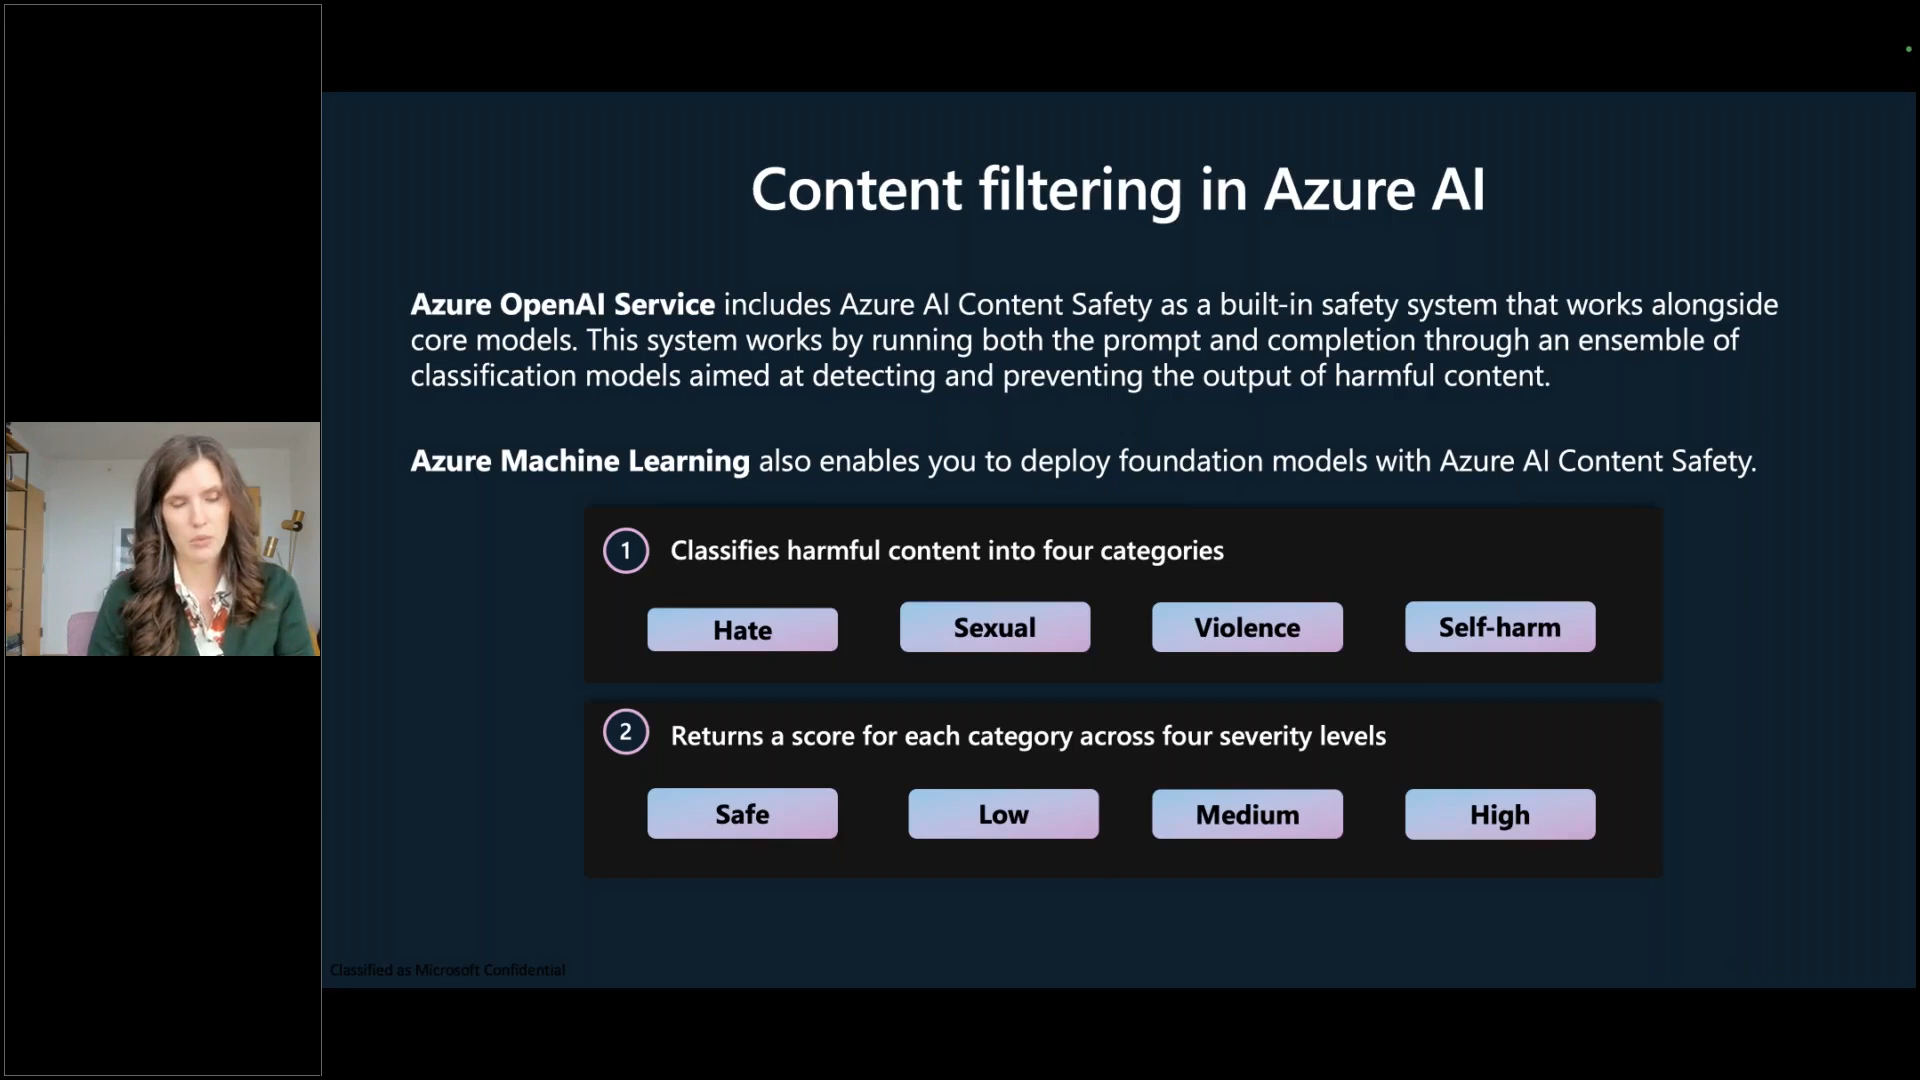 Content filtering in Azure AI
Azure OpenAI Service includes Azure AI Content Safety as a built-in safety system that works alongside
core models. This system works by running both the prompt and completion through an ensemble of
classification models aimed at detecting and preventing the output of harmful content.
Azure Machine Learning also enables you to deploy foundation models with Azure AI Content Safety.
1 Classifies harmful content into four categories
Hate Sexual Violence Self-harm
2 Returns a score for each category across four severity levels
Safe Low Medium High
Classified as Microsoft Confidential